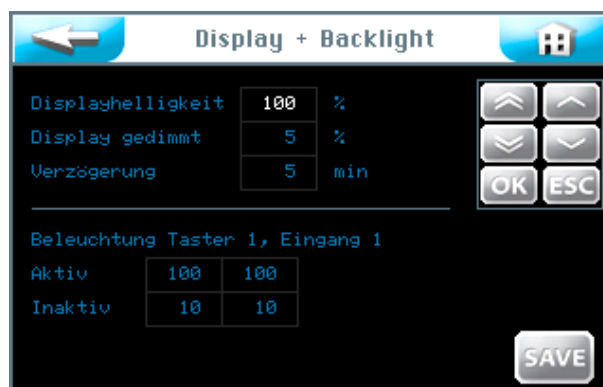 Display + Backlight
Displayhelligkeit 100 %
Display gedimmt 5 %
Verzögerung 5 min
OK ESC
Beleuchtung Taster 1, Eingang 1
Aktiv 100 100
Inaktiv 10 10
SAVE